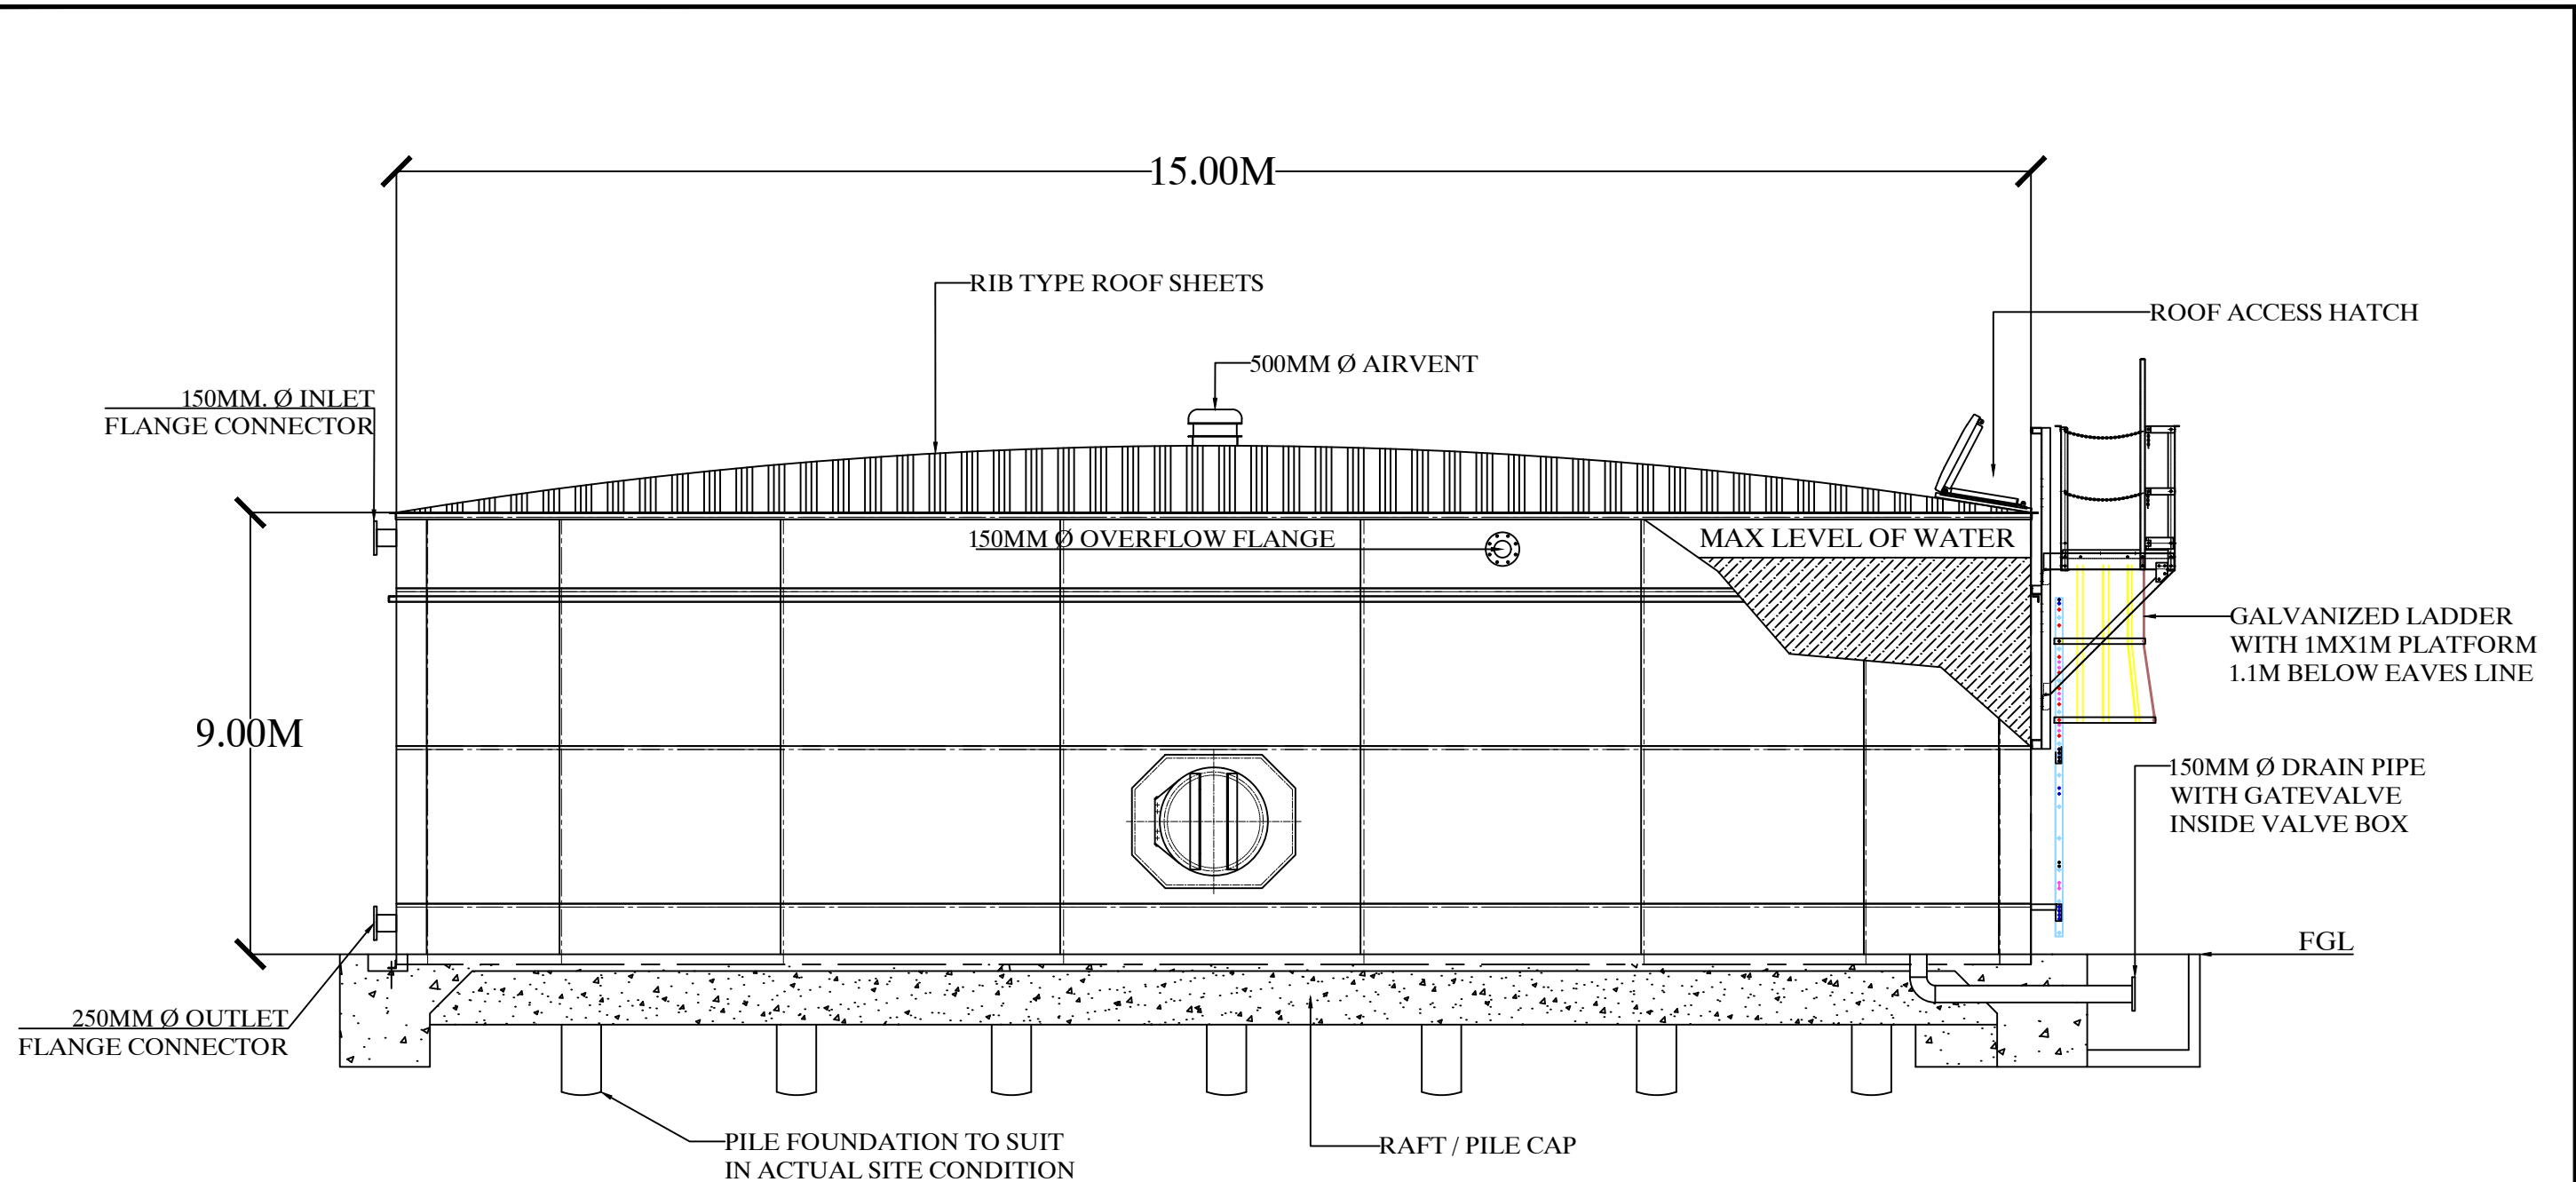 15.00M
RIB TYPE ROOF SHEETS
ROOF ACCESS HATCH
500MM Ø AIRVENT
150MM. Ø INLET
FLANGE CONNECTOR
150MM Ø OVERFLOW FLANGE
MAX LEVEL OF WATER
GALVANIZED LADDER
WITH 1MX1M PLATFORM
1.1M BELOW EAVES LINE
9.00M
150MM Ø DRAIN PIPE
WITH GATEVALVE
INSIDE VALVE BOX
FGL
250MM Ø OUTLET
FLANGE CONNECTOR
PILE FOUNDATION TO SUIT
IN ACTUAL SITE CONDITION
RAFT / PILE CAP